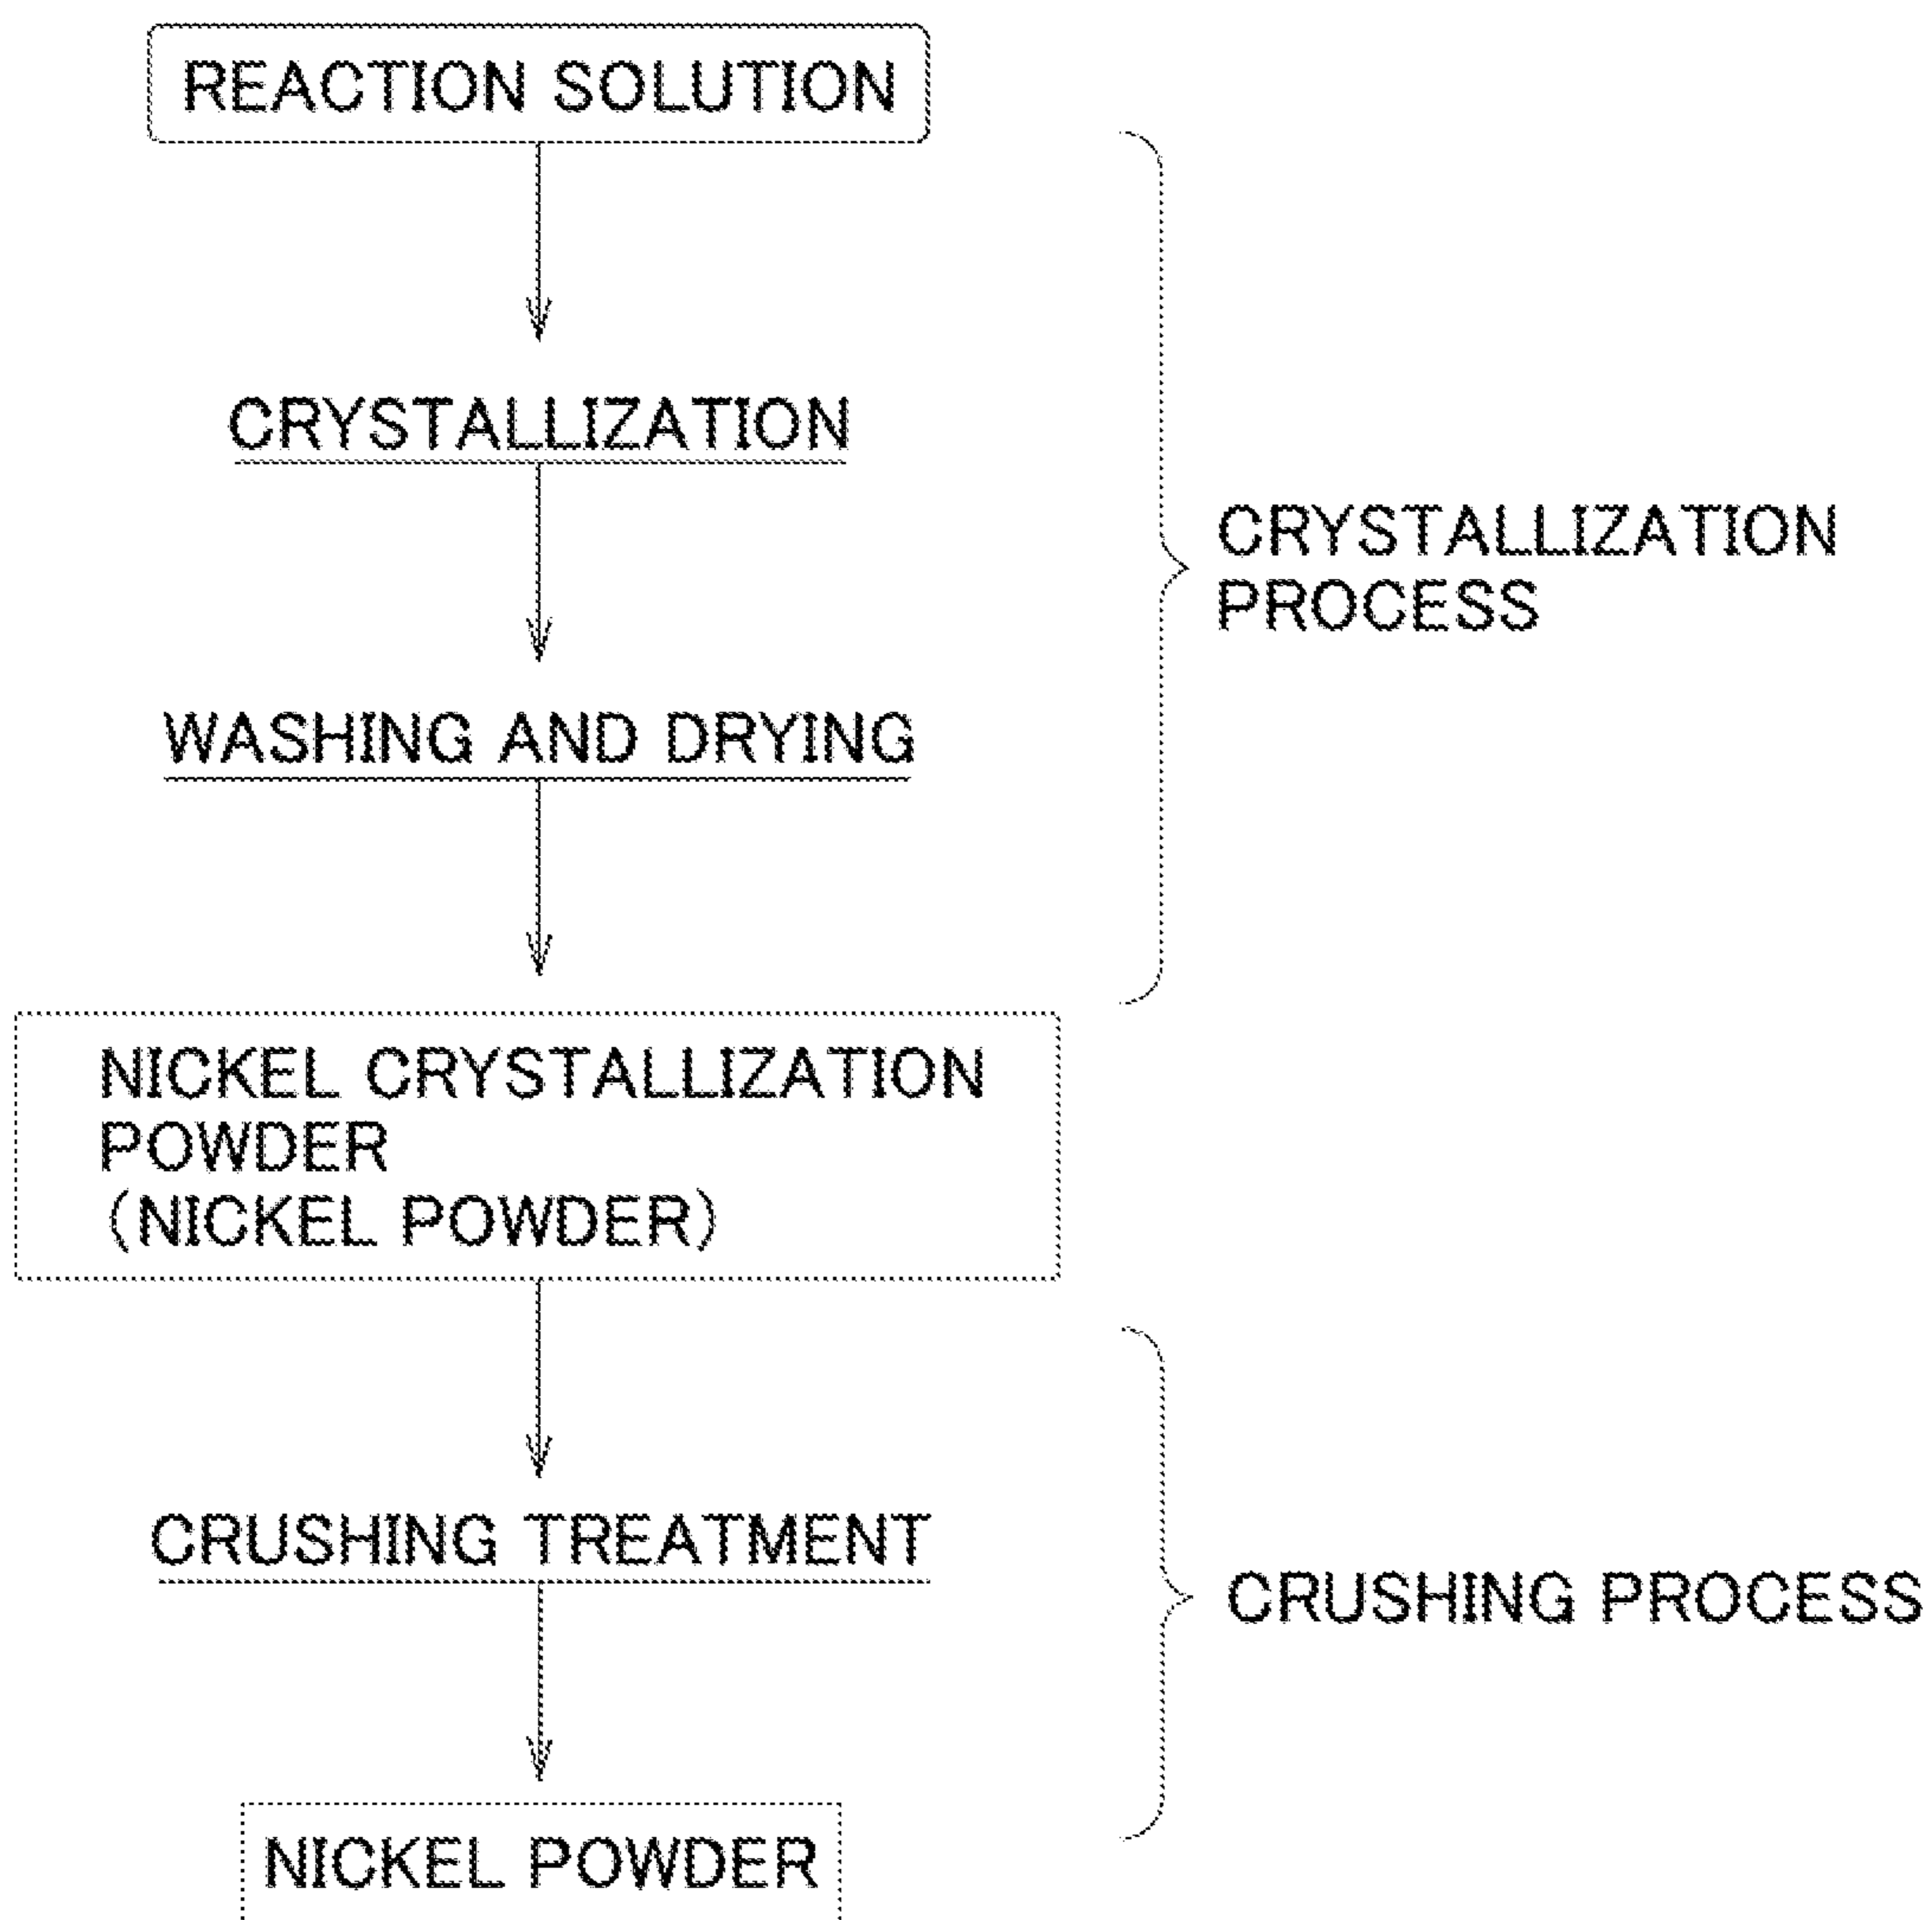 REACTION SOLUTION
CRYSTALLIZATION
CRYSTALLIZATION
PROCESS
WASHING AND DRYING
NICKEL CRYSTALLIZATION
POWDER
(NICKEL POWDER)
CRUSHING TREATMENT
CRUSHING PROCESS
NICKEL POWDER